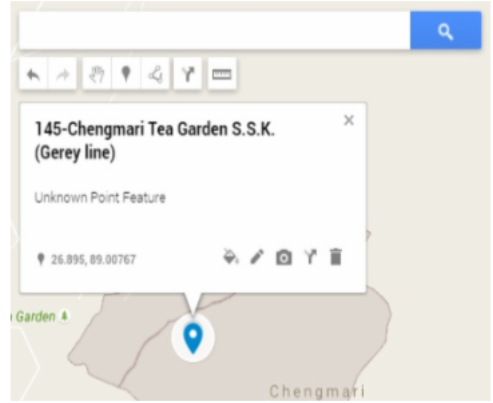 145-Chengmari Tea Garden S.S.K.
(Gerey line)
Unknown Point Feature
26.895, 89.00767
Garden
Chengmari